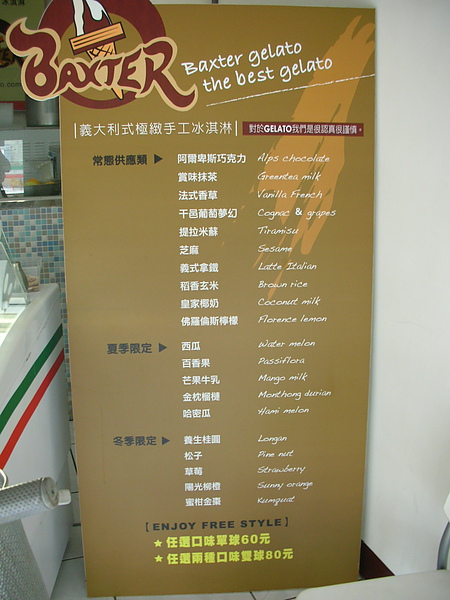 冰淇淋
BAXTER
Baxter gelato
the best gelato
義大利式極緻手工冰淇淋
對於GELATO我們是很認真很謹慎。
常態供應類 ▶ 阿爾卑斯巧克力 Alps chocolate
賞味抹茶 Greentea milk
法式香草 Vanilla French
干邑葡萄夢幻 Cognac & grapes
提拉米蘇 Tiramisu
芝麻 Sesame
義式拿鐵 Latte Italian
稻香玄米 Brown rice
皇家椰奶 Coconut milk
佛羅倫斯檸檬 Florence lemon
夏季限定 ▶ 西瓜 Water melon
百香果 Passiflora
芒果牛乳 Mango milk
金枕榴槤 Monthong durian
哈密瓜 Hami melon
冬季限定 ▶ 養生桂圓 Longan
松子 Pine nut
草莓 Strawberry
陽光柳橙 Sunny orange
蜜柑金棗 Kumquat
【ENJOY FREE STYLE】
★任選口味單球60元
★任選兩種口味雙球80元